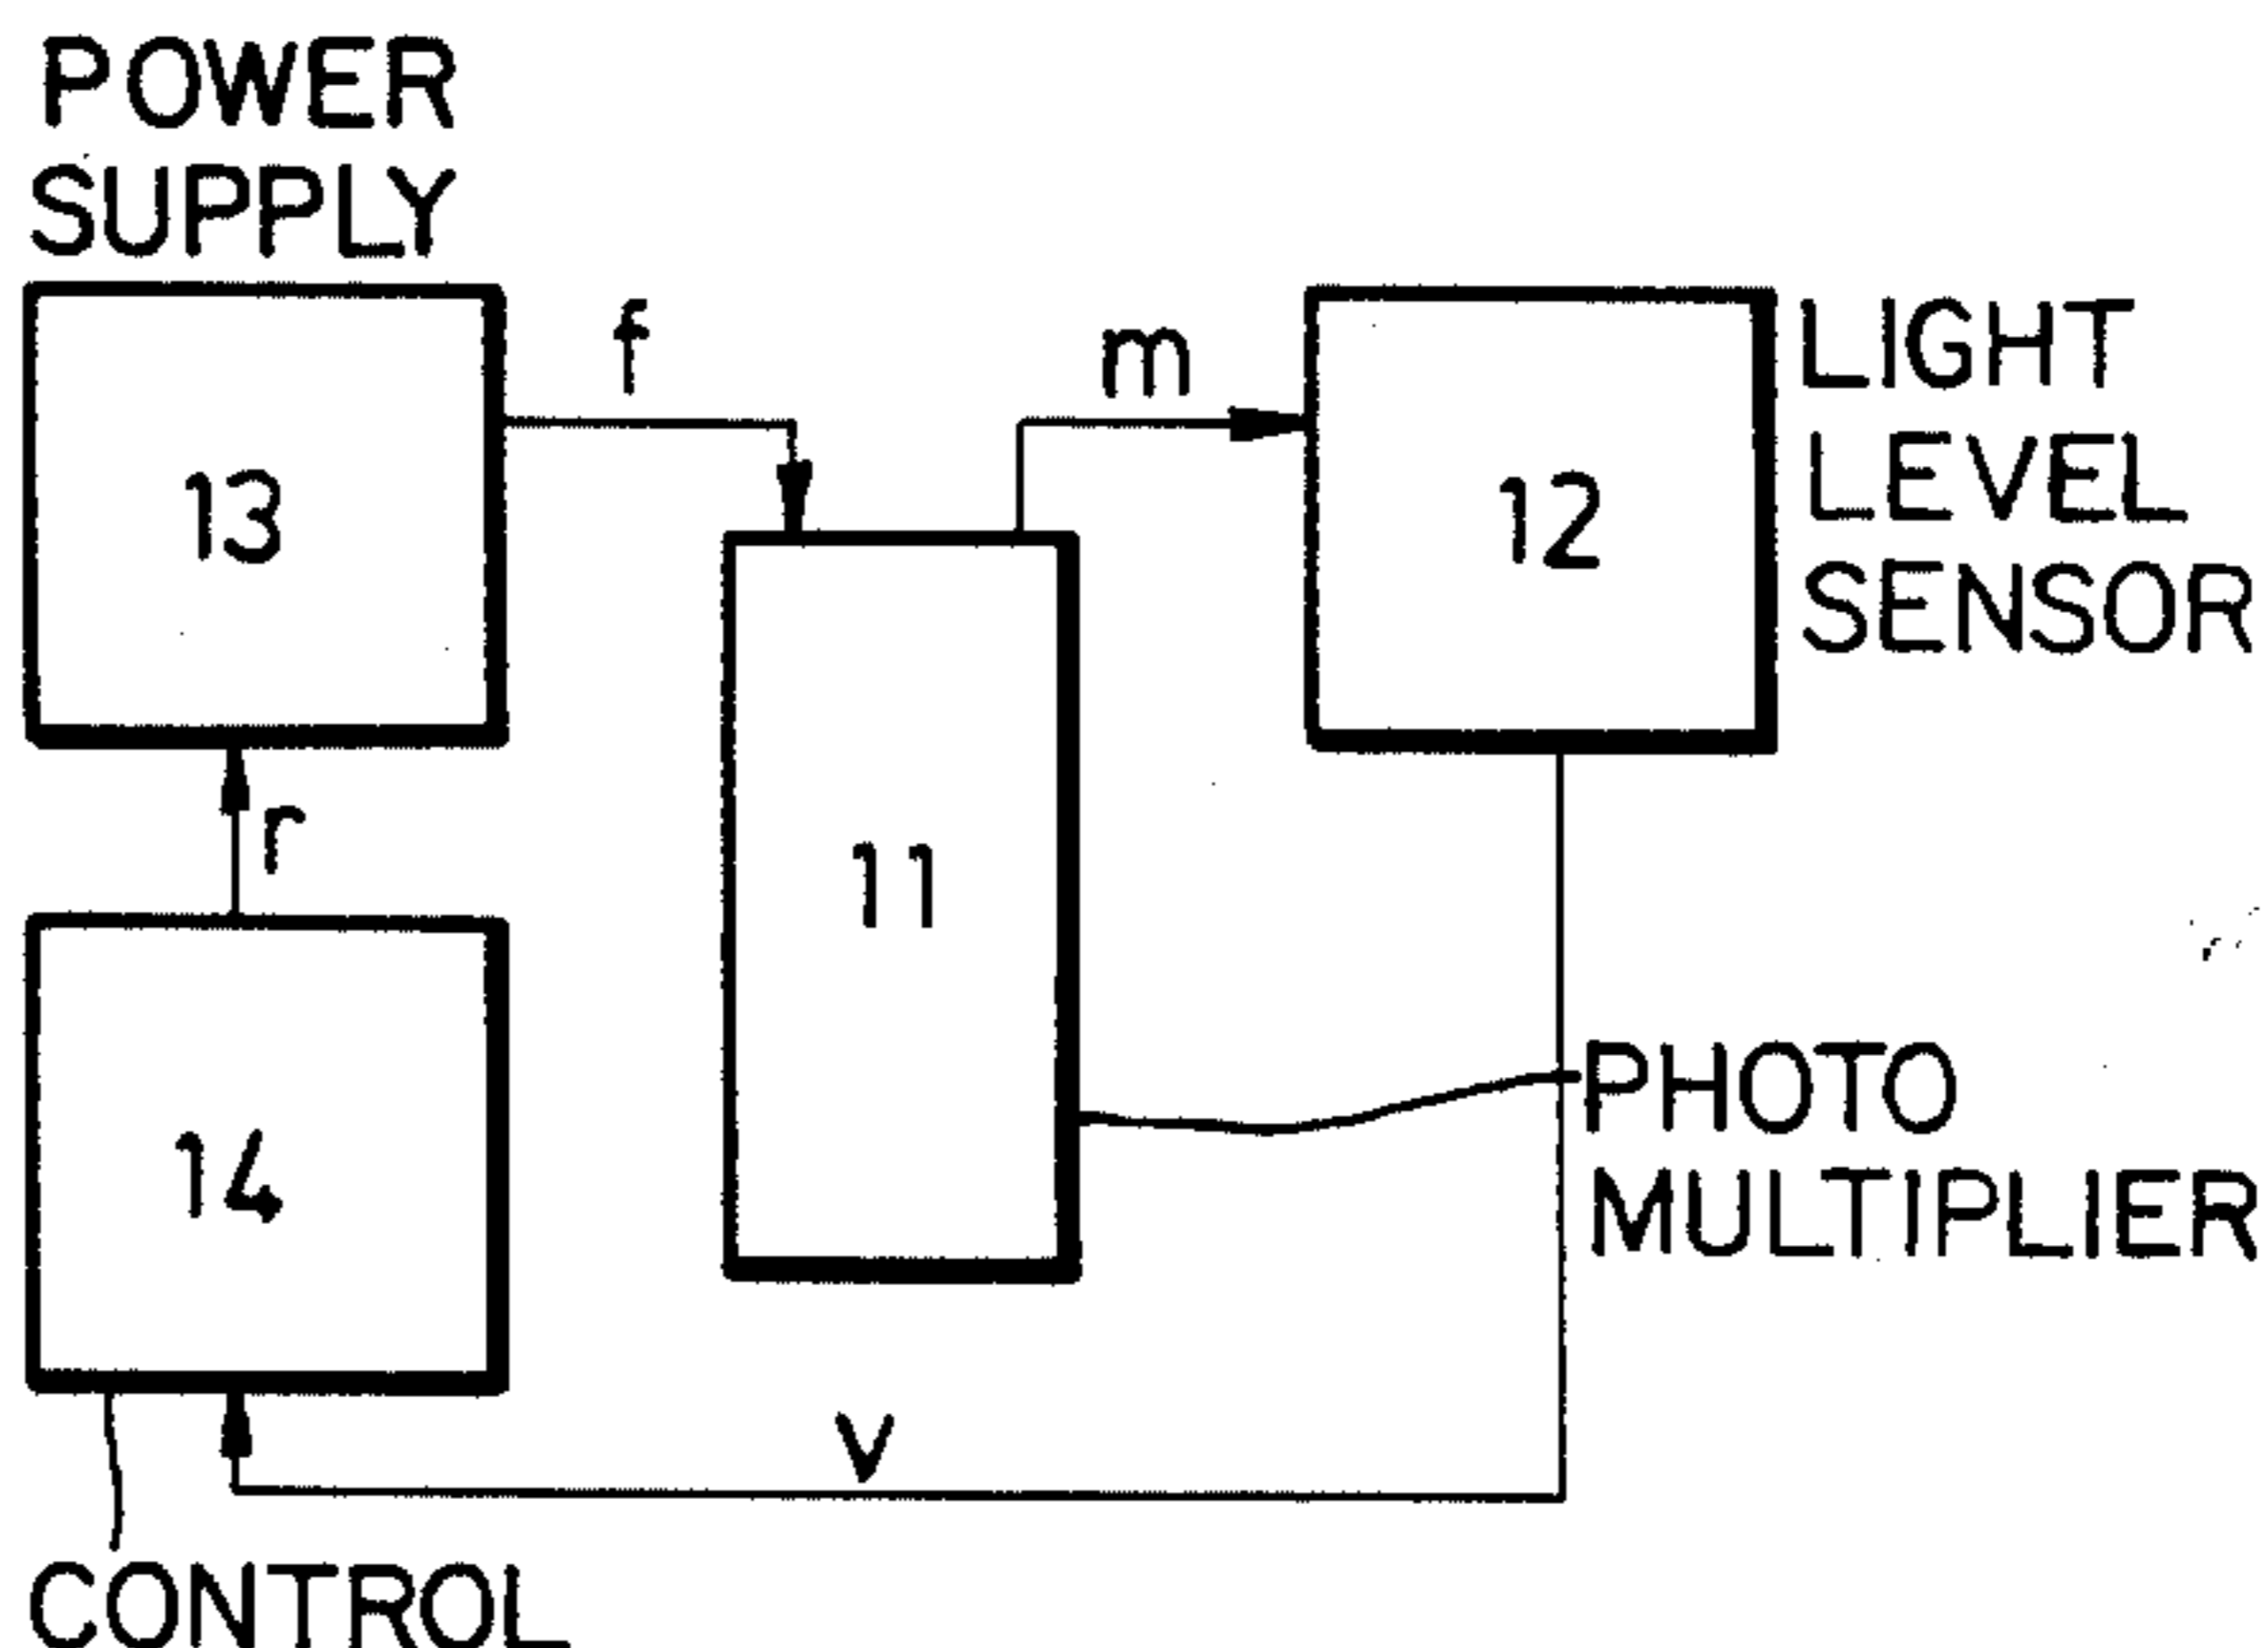 POWER
SUPPLY
f
m
LIGHT
LEVEL
SENSOR
13
12
r
11
14
PHOTO
MULTIPLIER
v
CONTROL